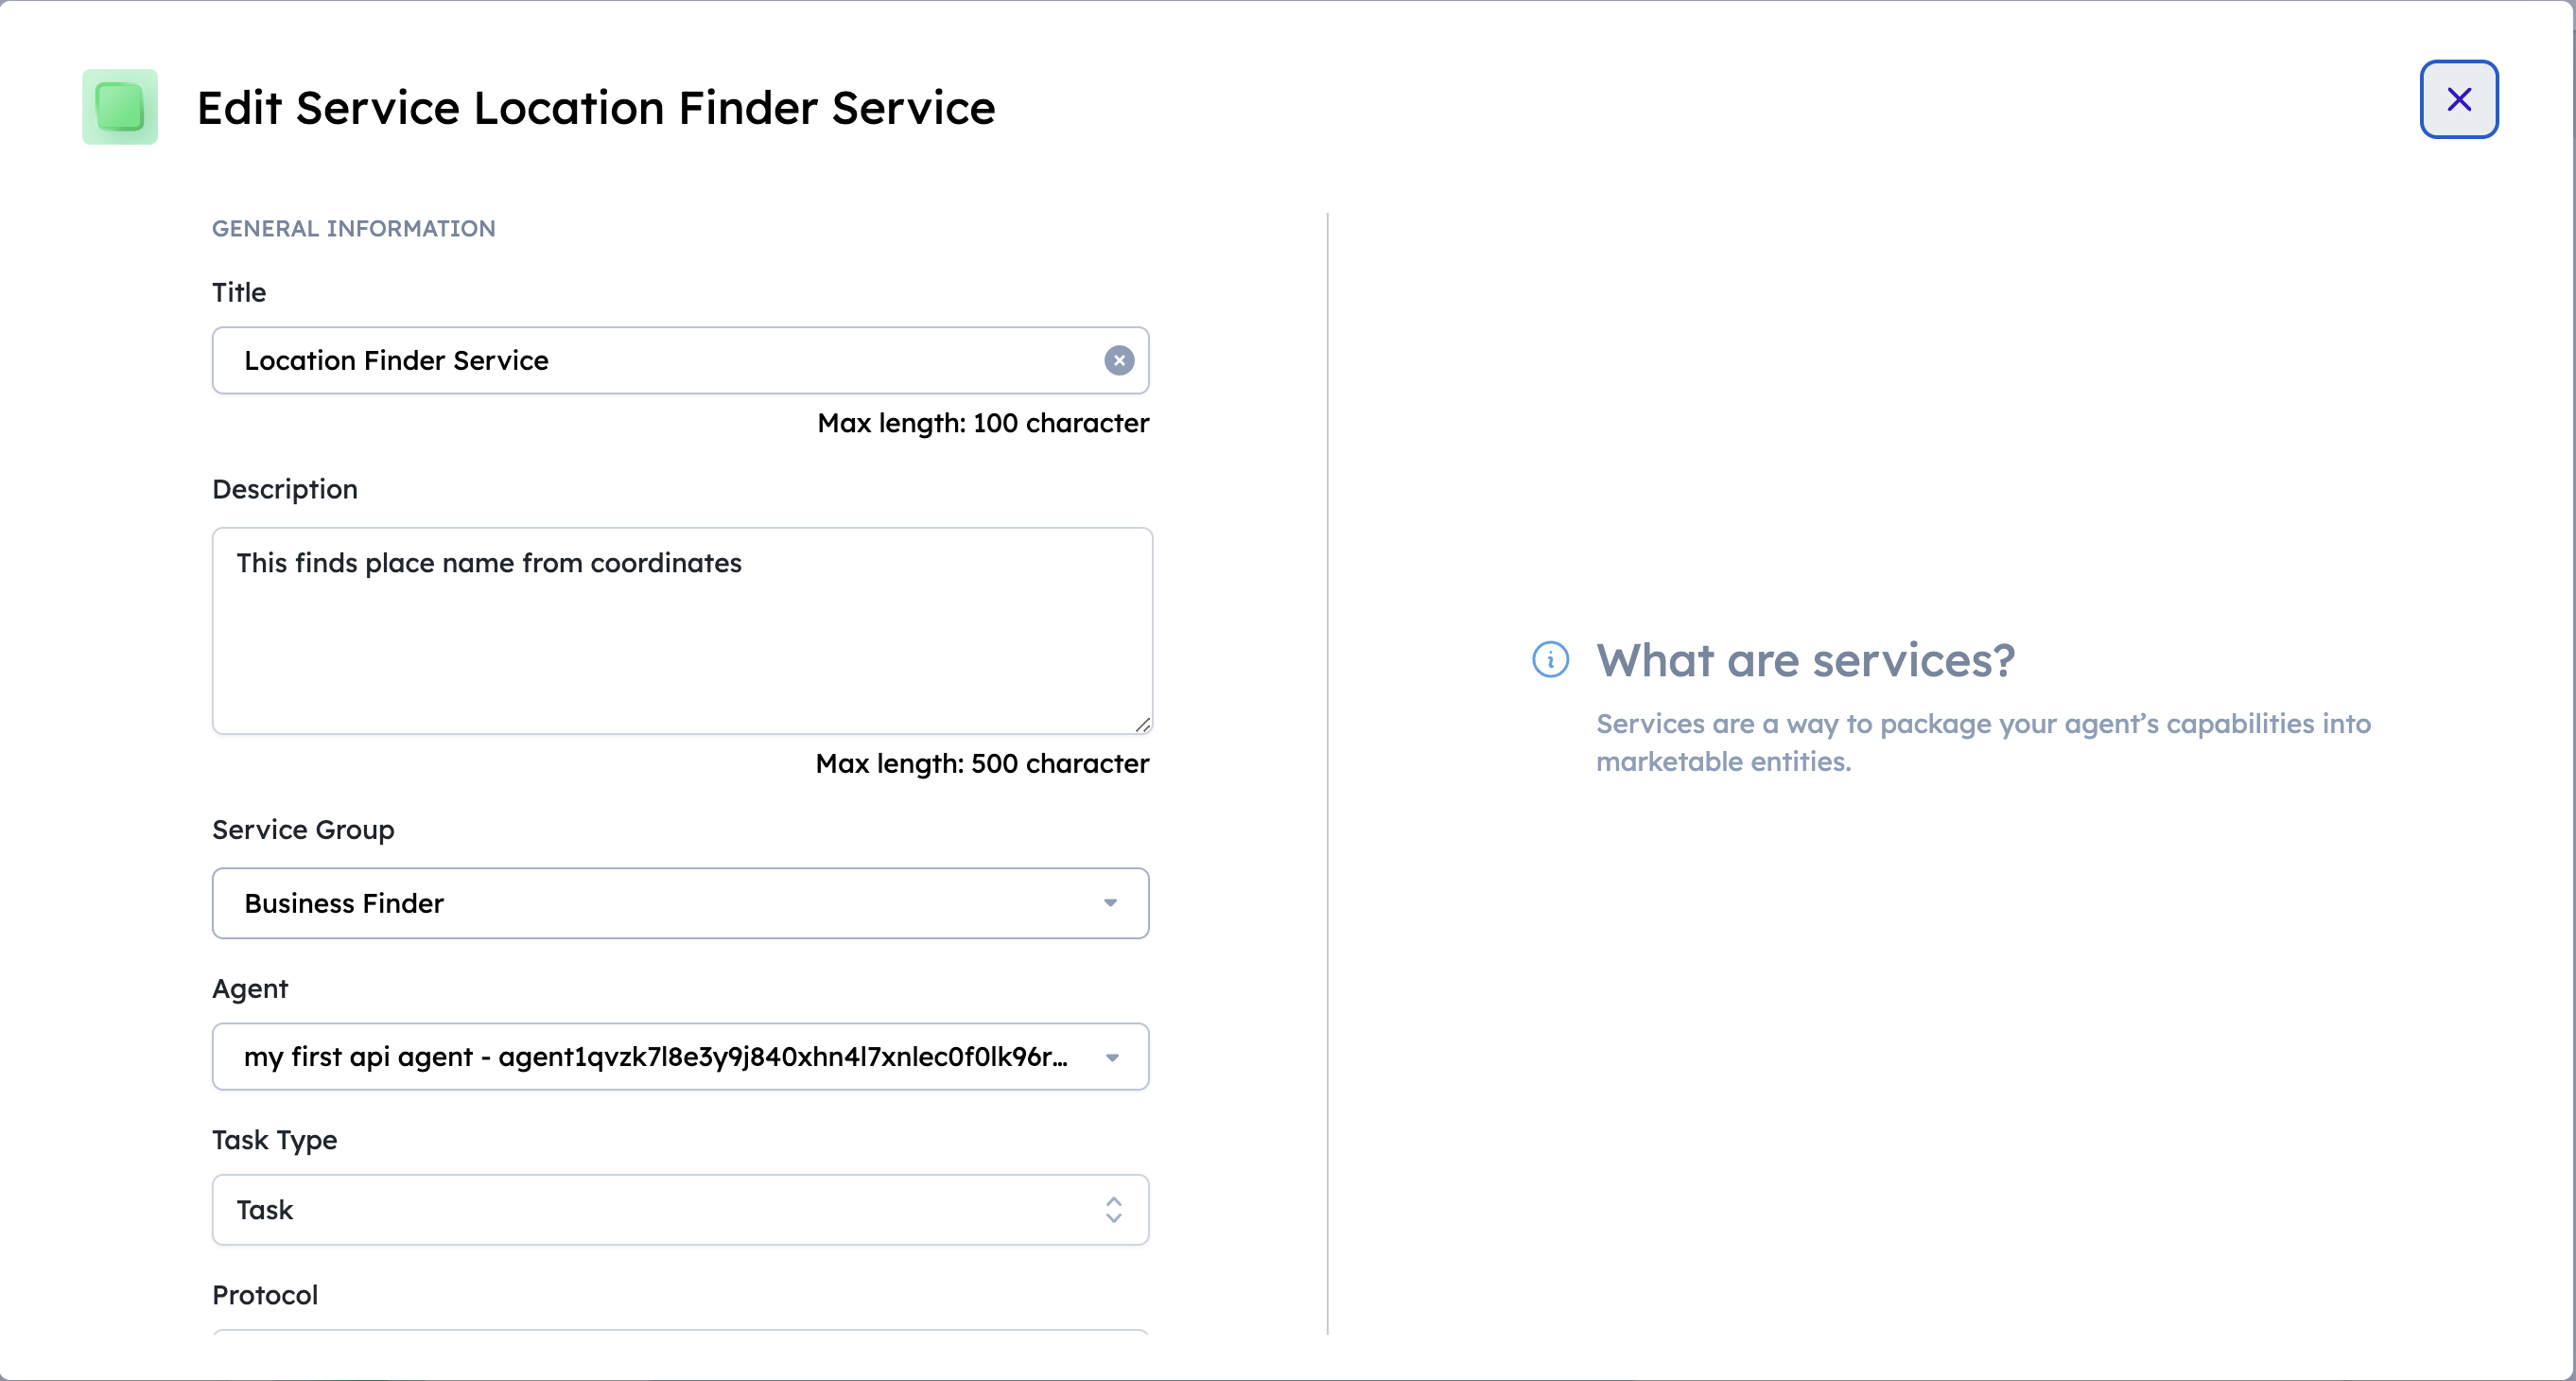 Edit Service Location Finder Service
GENERAL INFORMATION
Title
Location Finder Service
Max length: 100 character
Description
This finds place name from coordinates
Max length: 500 character
Service Group
Business Finder
Agent
my first api agent - agent1qvzk7l8e3y9j840xhn4l7xnlec0f0lk96r...
Task Type
Task
Protocol
What are services?
Services are a way to package your agent’s capabilities into
marketable entities.